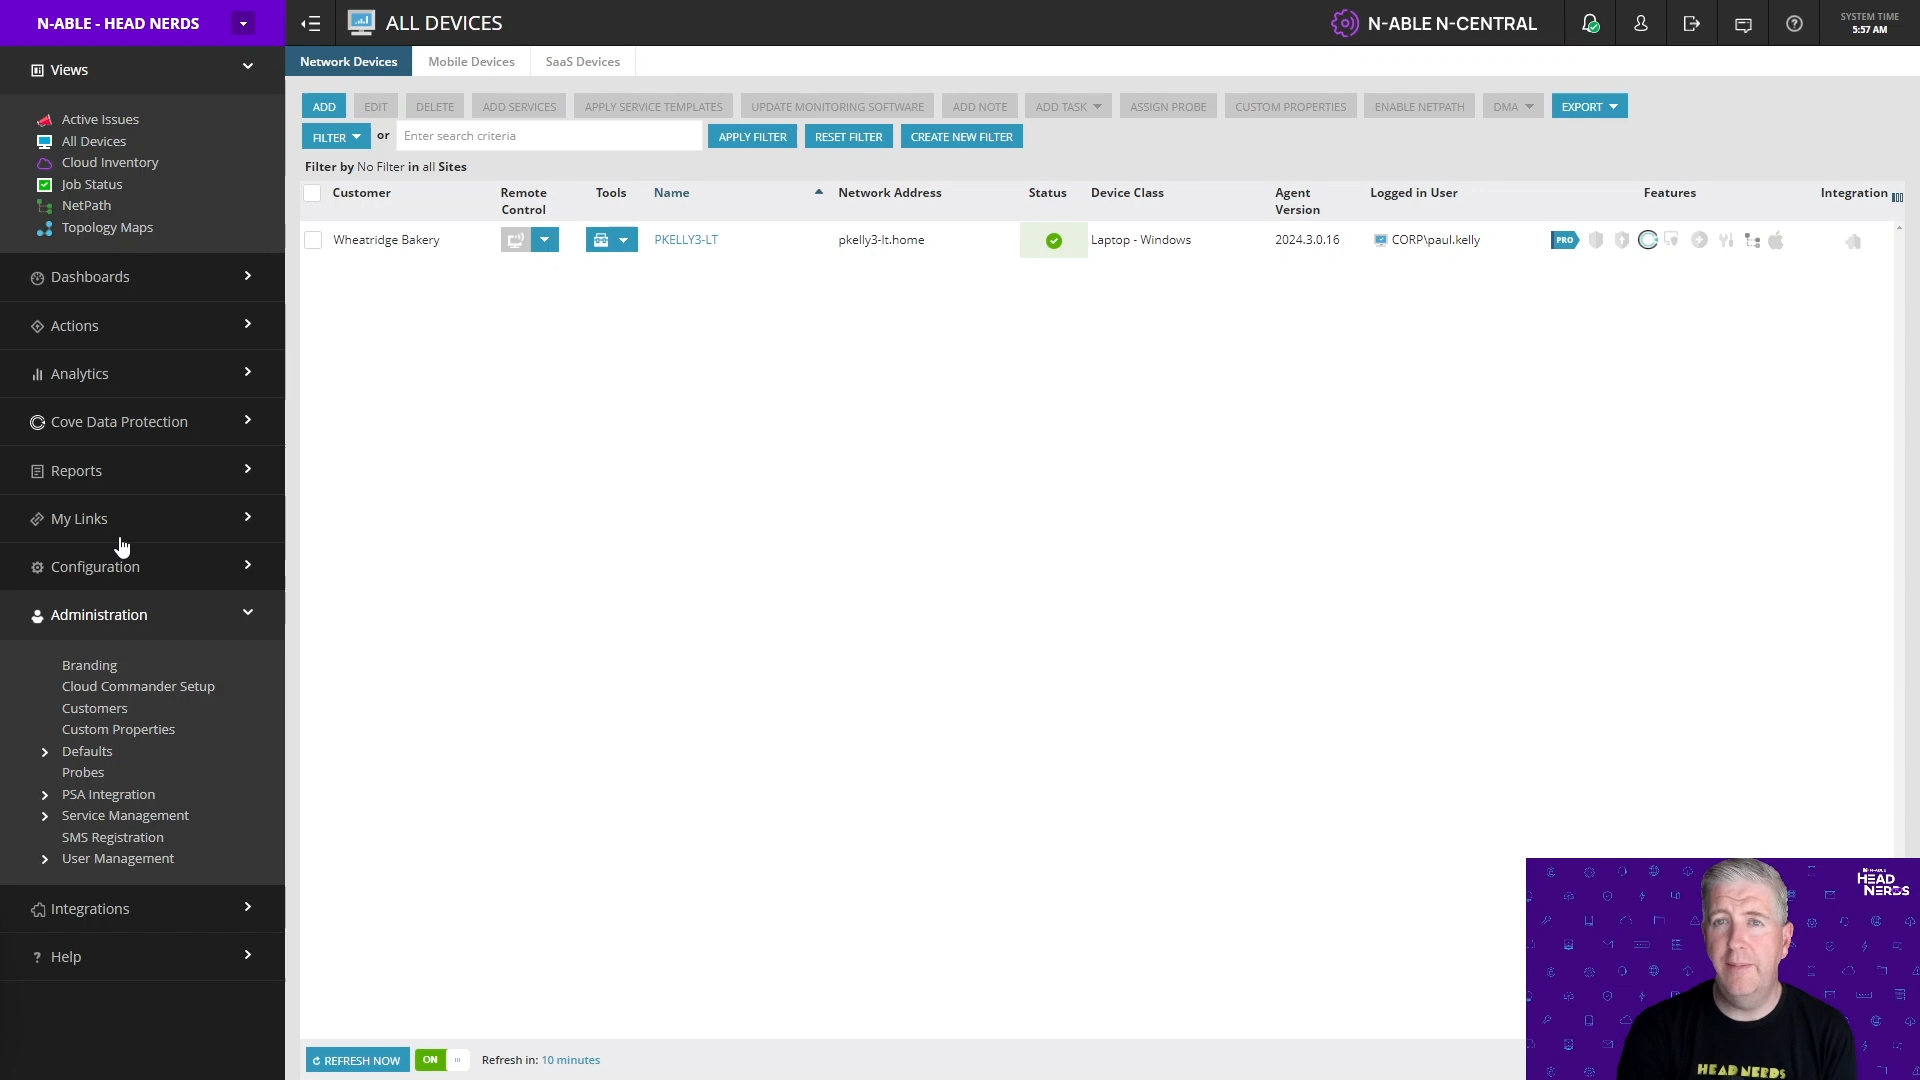 N-ABLE - HEAD NERDS
ALL DEVICES
N-ABLE N-CENTRAL
SYSTEM TIME
5:57 AM
Views
Active Issues
All Devices
Cloud Inventory
Job Status
NetPath
Topology Maps
Dashboards
Actions
Analytics
Cove Data Protection
Reports
My Links
Configuration
Administration
Branding
Cloud Commander Setup
Customers
Custom Properties
Defaults
Probes
PSA Integration
Service Management
SMS Registration
User Management
Integrations
? Help
Network Devices Mobile Devices SaaS Devices
ADD EDIT DELETE ADD SERVICES APPLY SERVICE TEMPLATES UPDATE MONITORING SOFTWARE ADD NOTE ADD TASK ASSIGN PROBE CUSTOM PROPERTIES ENABLE NETPATH DMA EXPORT
FILTER or Enter search criteria APPLY FILTER RESET FILTER CREATE NEW FILTER
Filter by No Filter in all Sites
Customer Remote Control Tools Name Network Address Status Device Class Agent Version Logged in User Features Integration
Wheatridge Bakery PKELLY3-LT pkelly3-lt.home Laptop - Windows 2024.3.0.16 CORP\paul.kelly PRO
REFRESH NOW ON Refresh in: 10 minutes
N-ABLE
HEAD
NERDS
HEAD NERDS